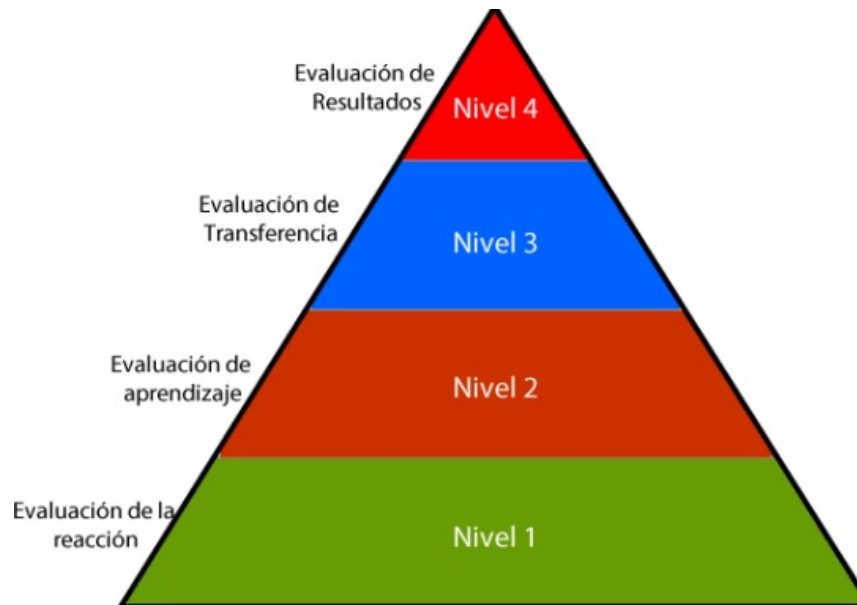 Evaluación de
Resultados
Nivel 4
Evaluación de
Transferencia
Nivel 3
Evaluación de
aprendizaje
Nivel 2
Evaluación de la
reacción
Nivel 1